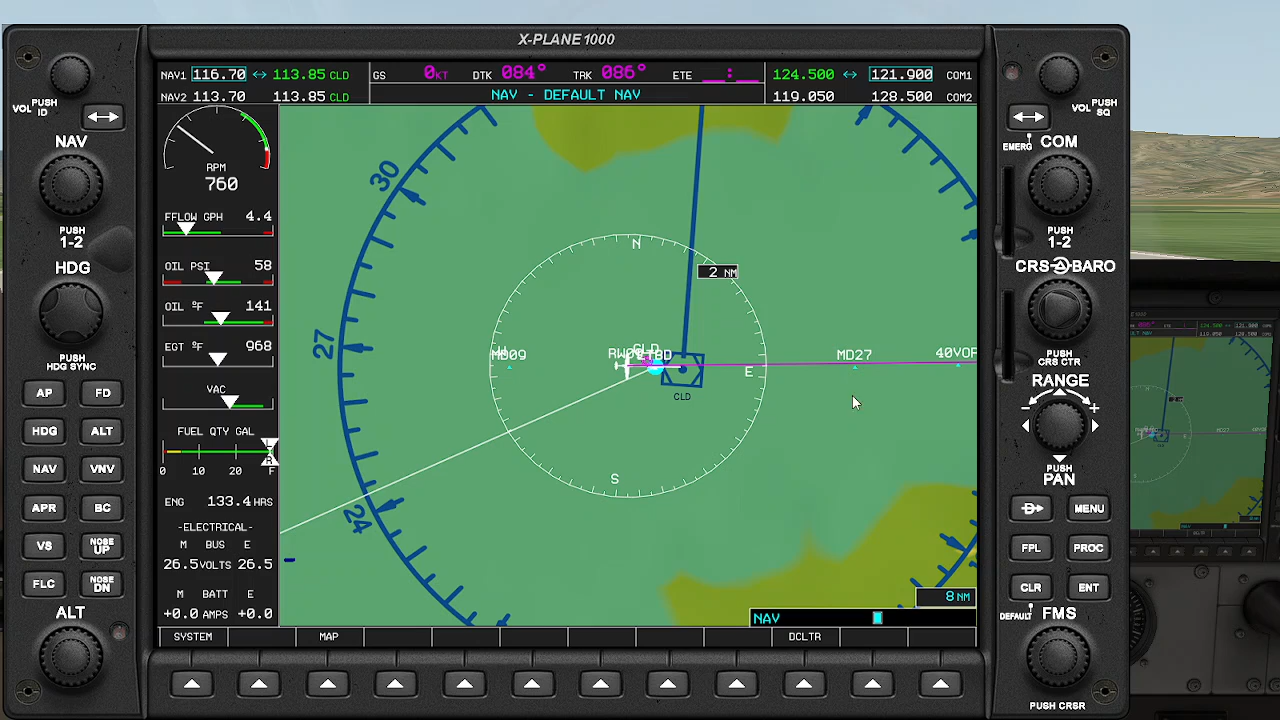 X-PLANE 1000
NAV1 116.70 ↔ 113.85 CLD
NAV2 113.70 113.85 CLD
GS 0KT DTK 084° TRK 086° ETE __:__
NAV - DEFAULT NAV
124.500 ↔ 121.900 COM1
119.050 128.500 COM2
VOL PUSH ID
NAV
PUSH 1-2
HDG
PUSH HDG SYNC
AP FD
HDG ALT
NAV VNV
APR BC
VS NOSE UP
FLC NOSE DN
ALT
RPM
760
FFLOW GPH 4.4
OIL PSI 58
OIL ºF 141
EGT ºF 968
VAC
FUEL QTY GAL
L
R
0 10 20 F
ENG 133.4 HRS
-ELECTRICAL-
M BUS E
26.5 VOLTS 26.5
M BATT E
+0.0 AMPS +0.0
30
27
24
N
E
S
2 NM
MD09
CLD
MD27
CLD
8NM
NAV
SYSTEM MAP DCLTR
VOL PUSH SQ
EMERG
COM
PUSH 1-2
CRS BARO
PUSH CRS CTR
RANGE
- +
PUSH PAN
D MENU
FPL PROC
CLR ENT
DEFAULT FMS
PUSH CRSR